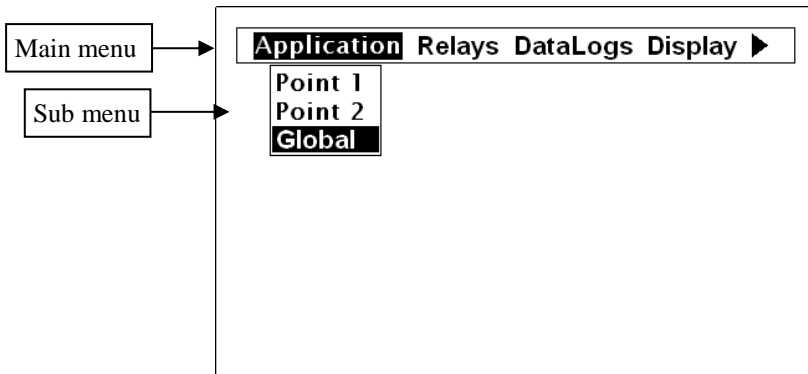 Main menu
Application Relays DataLogs Display ▶
Sub menu
Point 1
Point 2
Global